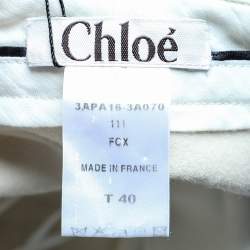 Chloé
3APA16-3A070
111
FCX
MADE IN FRANCE
T 40